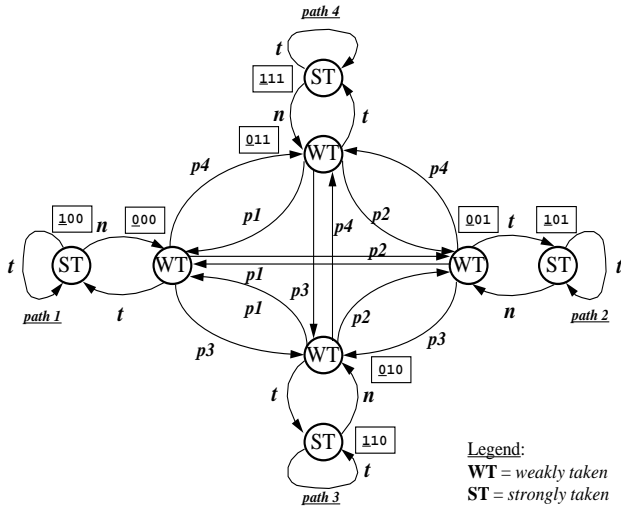 path 4
t
ST
111
n
t
011
WT
p4
p4
p1
p2
p4
100
n
000
001
t
101
t
ST
WT
p2
p1
WT
ST
t
path 1
t
p1
p3
p2
n
path 2
p3
p3
WT
010
t
n
ST
110
t
path 3
Legend:
WT = weakly taken
ST = strongly taken